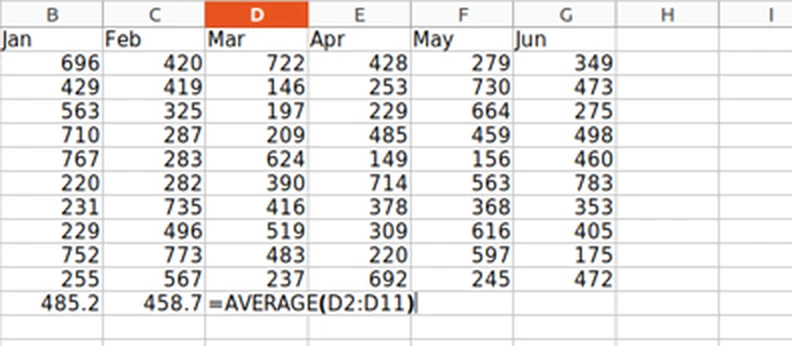 B C D E F G H I
Jan Feb Mar Apr May Jun
696 420 722 428 279 349
429 419 146 253 730 473
563 325 197 229 664 275
710 287 209 485 459 498
767 283 624 149 156 460
220 282 390 714 563 783
231 735 416 378 368 353
229 496 519 309 616 405
752 773 483 220 597 175
255 567 237 692 245 472
485.2 458.7 =AVERAGE(D2:D11)